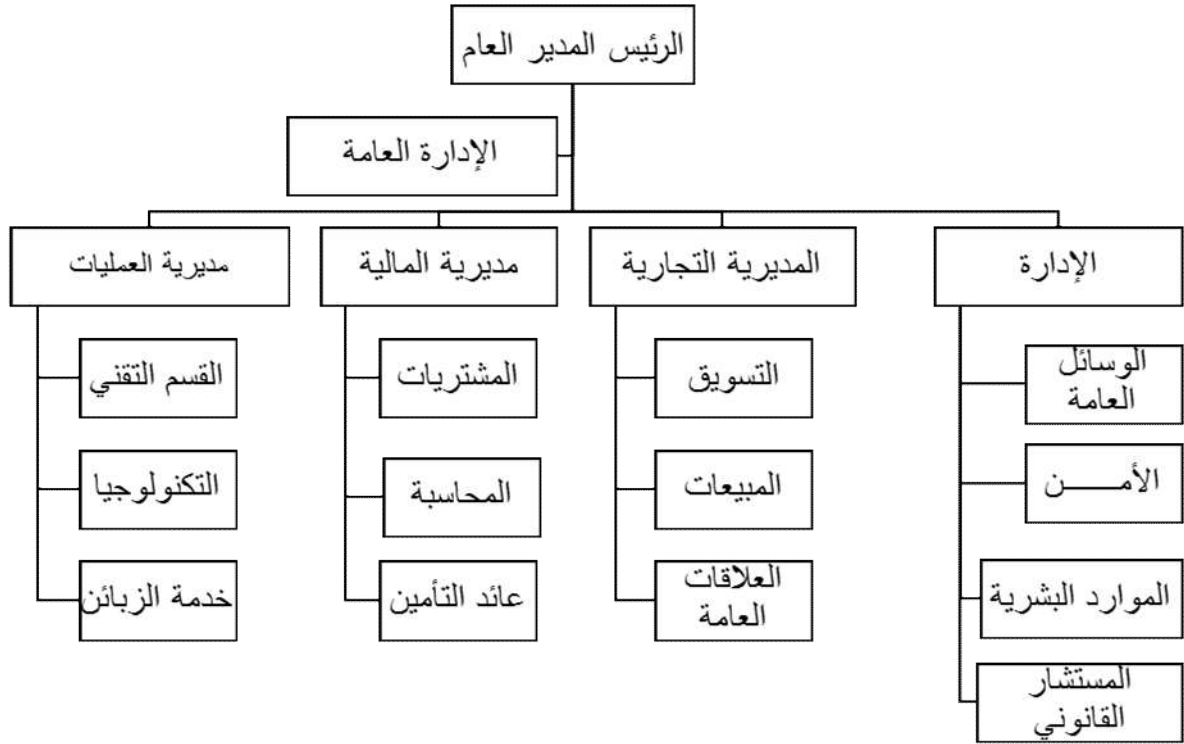 الرئيس المدير العام
الإدارة العامة
الإدارة
المديرية التجارية
مديرية المالية
مديرية العمليات
الوسائل
العامة
الأمـــــن
الموارد البشرية
المستشار
القانوني
التسويق
المبيعات
العلاقات
العامة
المشتريات
المحاسبة
عائد التأمين
القسم التقني
التكنولوجيا
خدمة الزبائن